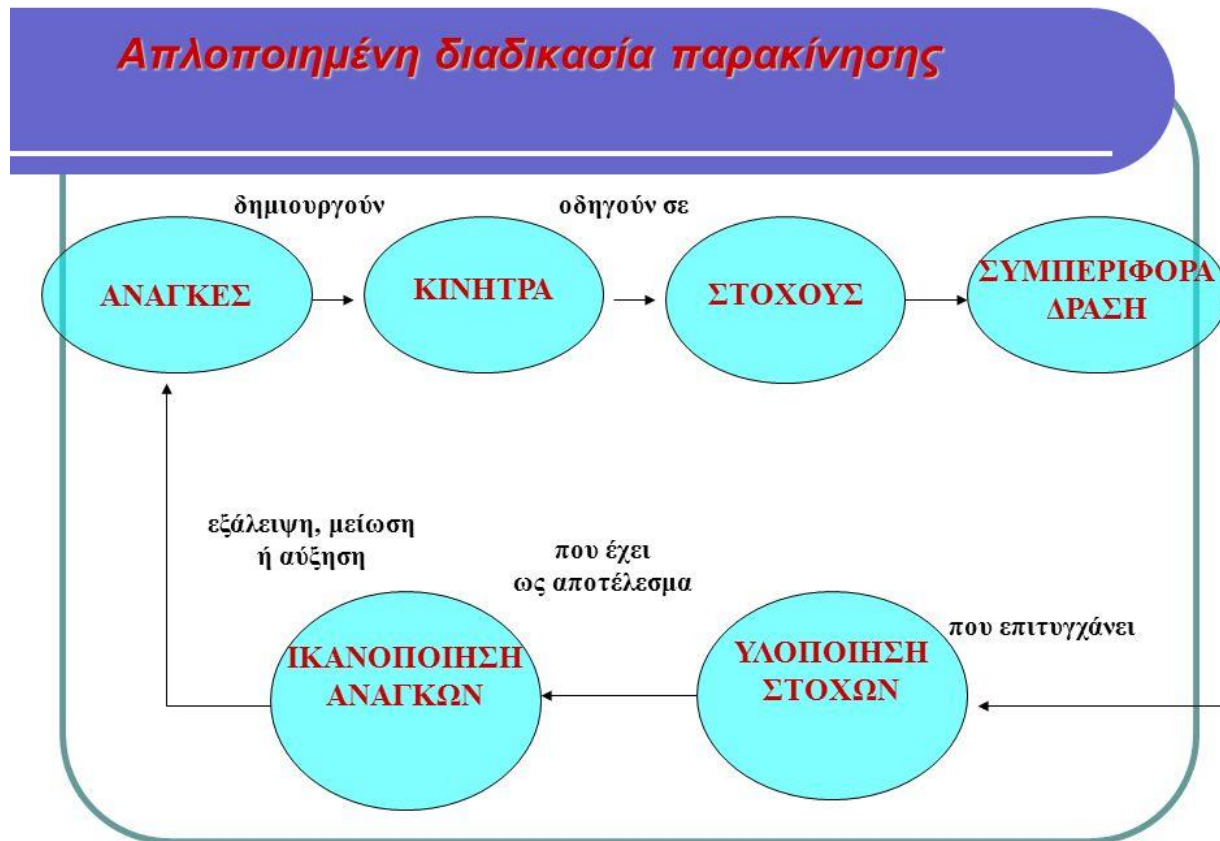 Απλοποιημένη διαδικασία παρακίνησης
δημιουργούν
οδηγούν σε
ΑΝΑΓΚΕΣ
ΚΙΝΗΤΡΑ
ΣΤΟΧΟΥΣ
ΣΥΜΠΕΡΙΦΟΡΑ
ΔΡΑΣΗ
εξάλειψη, μείωση
ή αύξηση
που έχει
ως αποτέλεσμα
που επιτυγχάνει
ΙΚΑΝΟΠΟΙΗΣΗ
ΑΝΑΓΚΩΝ
ΥΛΟΠΟΙΗΣΗ
ΣΤΟΧΩΝ